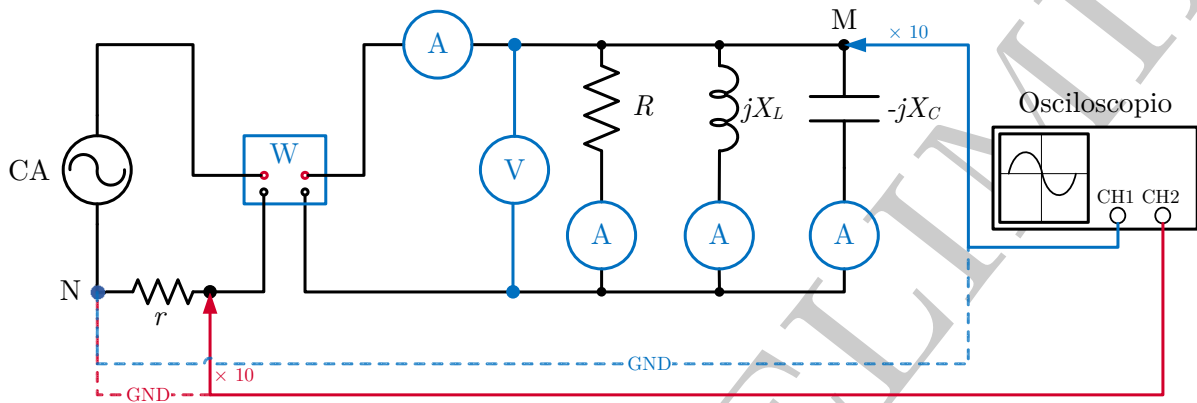 M
× 10
A
R
jX_L
-jX_C
Osciloscopio
W
CA
V
CH1 CH2
A
A
A
N
r
GND
× 10
GND